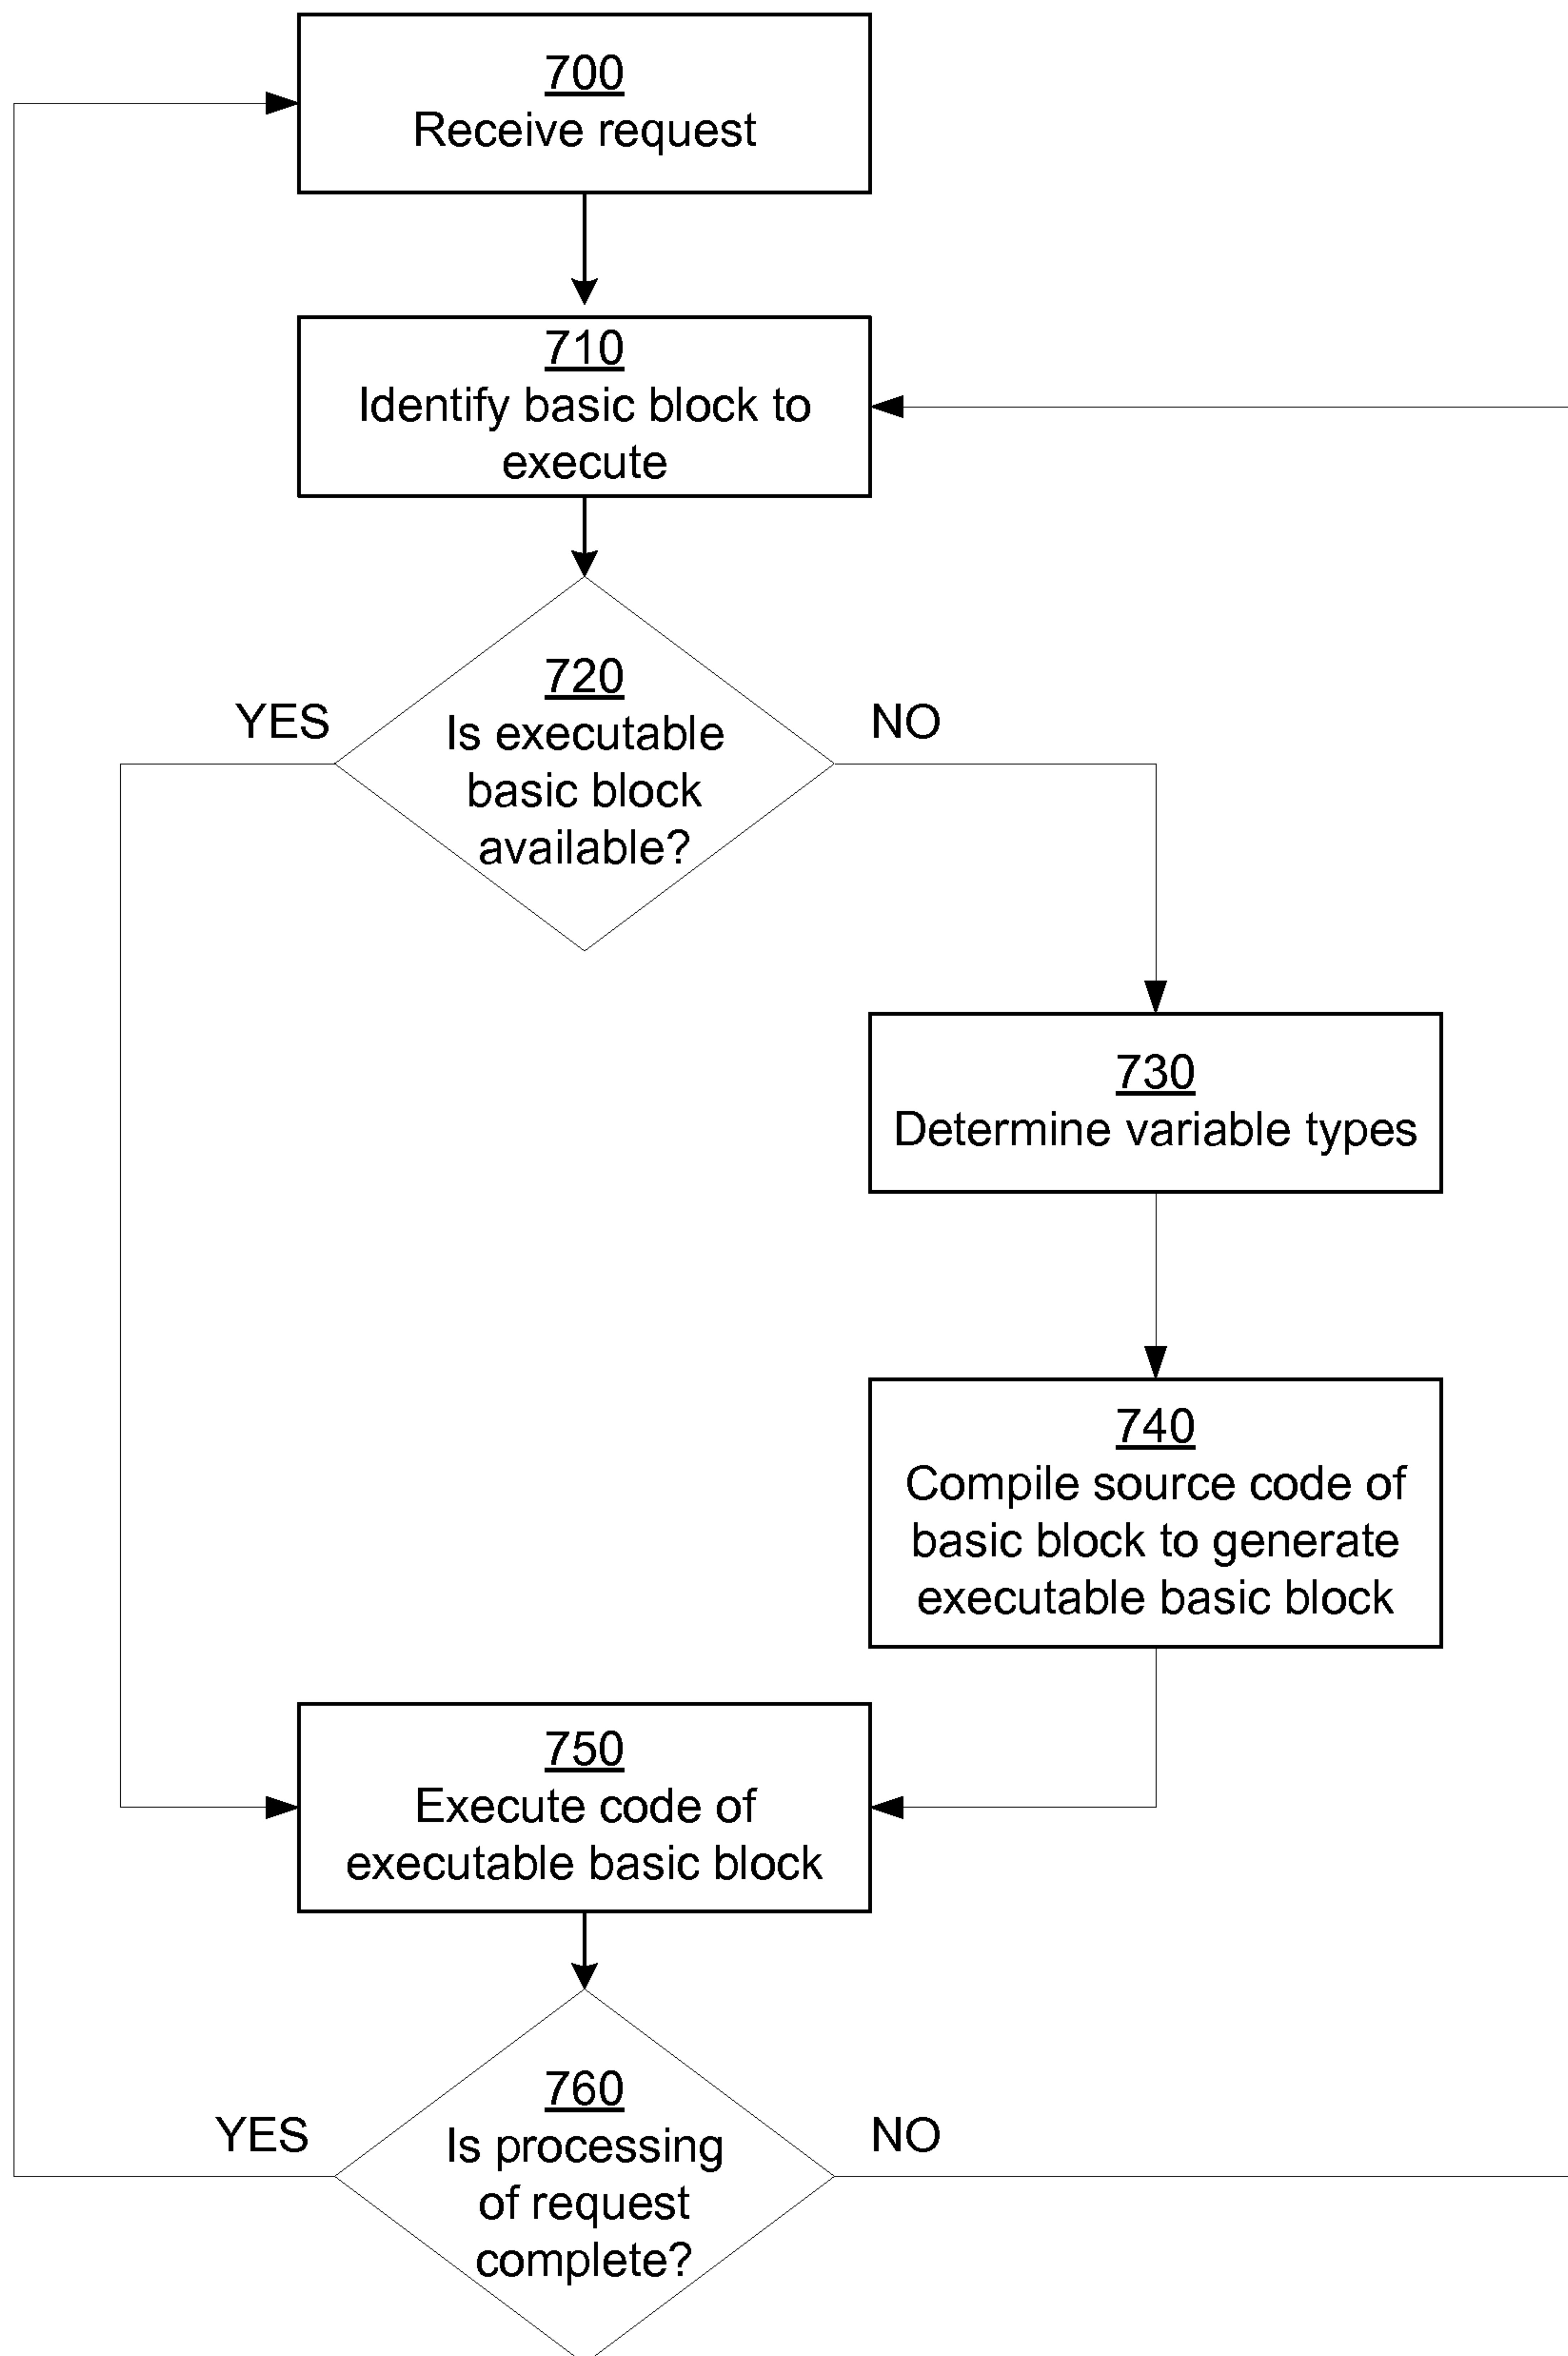 700
Receive request
710
Identify basic block to
execute
720
Is executable
basic block
available?
YES
NO
730
Determine variable types
740
Compile source code of
basic block to generate
executable basic block
750
Execute code of
executable basic block
760
Is processing
of request
complete?
YES
NO